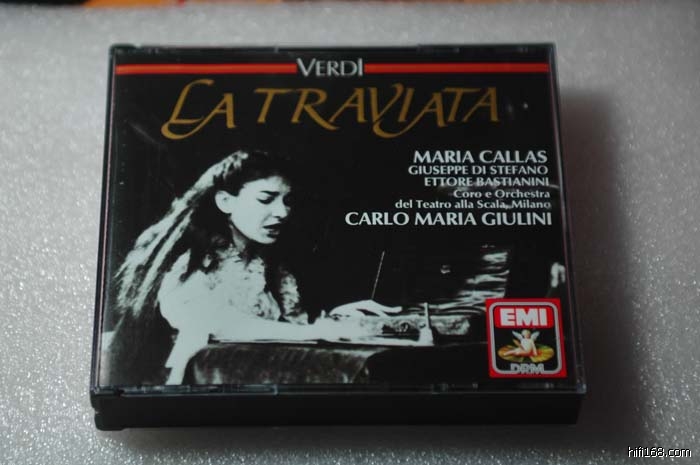 VERDI
LA TRAVIATA
MARIA CALLAS
GIUSEPPE DI STEFANO
ETTORE BASTIANINI
Coro e Orchestra
del Teatro alla Scala, Milano
CARLO MARIA GIULINI
EMI
DRM
hifi168.com